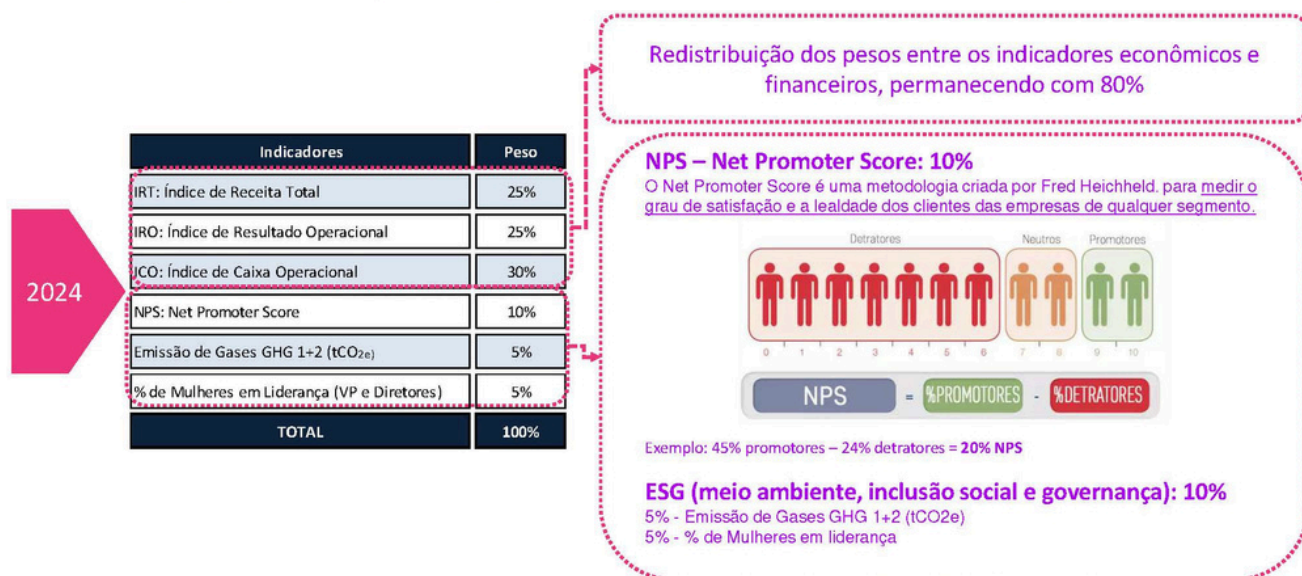 Redistribuição dos pesos entre os indicadores econômicos e
financeiros, permanecendo com 80%
2024
Indicadores Peso
IRT: Índice de Receita Total 25%
IRO: Índice de Resultado Operacional 25%
ICO: Índice de Caixa Operacional 30%
NPS: Net Promoter Score 10%
Emissão de Gases GHG 1+2 (tCO2e) 5%
% de Mulheres em Liderança (VP e Diretores) 5%
TOTAL 100%
NPS – Net Promoter Score: 10%
O Net Promoter Score é uma metodologia criada por Fred Heichheld. para medir o
grau de satisfação e a lealdade dos clientes das empresas de qualquer segmento.
Detratores Neutros Promotores
0 1 2 3 4 5 6 7 8 9 10
NPS = %PROMOTORES - %DETRATORES
Exemplo: 45% promotores – 24% detratores = 20% NPS
ESG (meio ambiente, inclusão social e governança): 10%
5% - Emissão de Gases GHG 1+2 (tCO2e)
5% - % de Mulheres em liderança